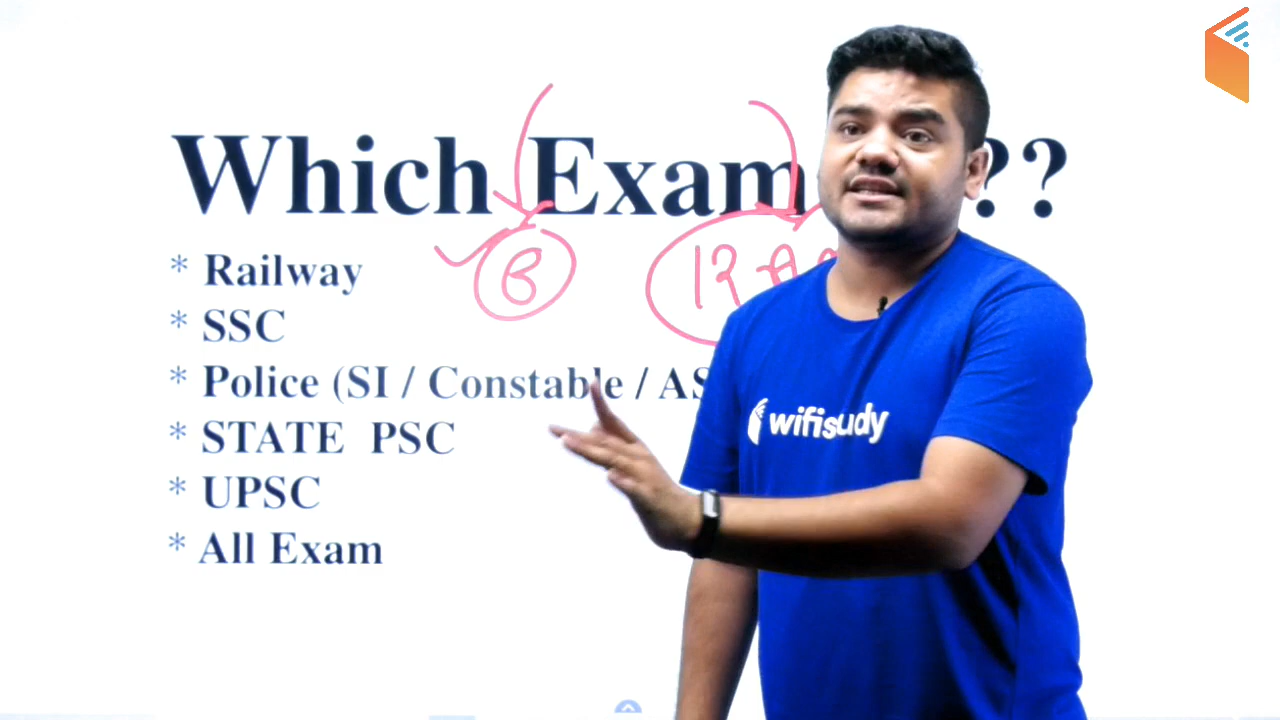 Which Exam ??
B
* Railway
* SSC
* Police (SI / Constable / AS
* STATE PSC
* UPSC
* All Exam
wifistudy